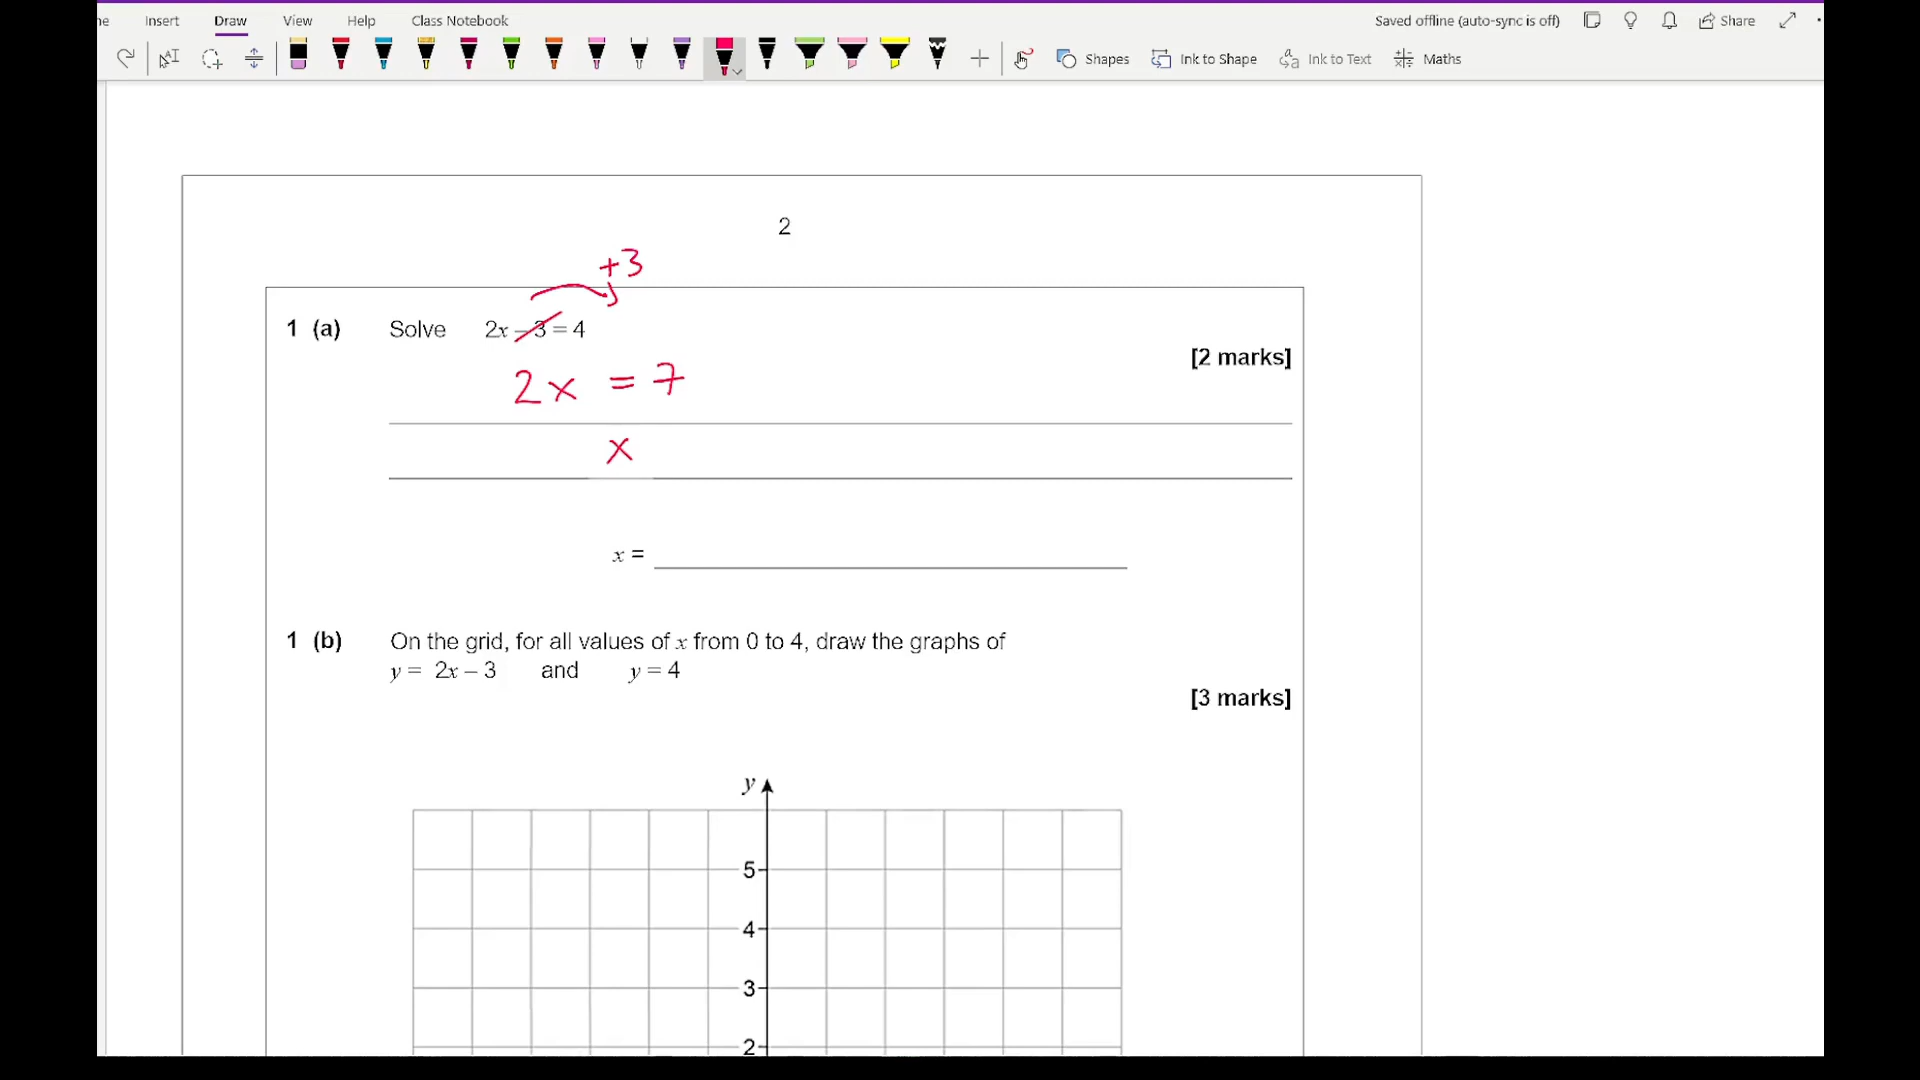 Insert Draw View Help Class Notebook Saved offline (auto-sync is off) Share
Shapes Ink to Shape Ink to Text Maths
2
+3
1 (a) Solve 2x – 3 = 4
[2 marks]
2x = 7
x
x =
1 (b) On the grid, for all values of x from 0 to 4, draw the graphs of
y = 2x – 3 and y = 4
[3 marks]
y
5
4
3
2